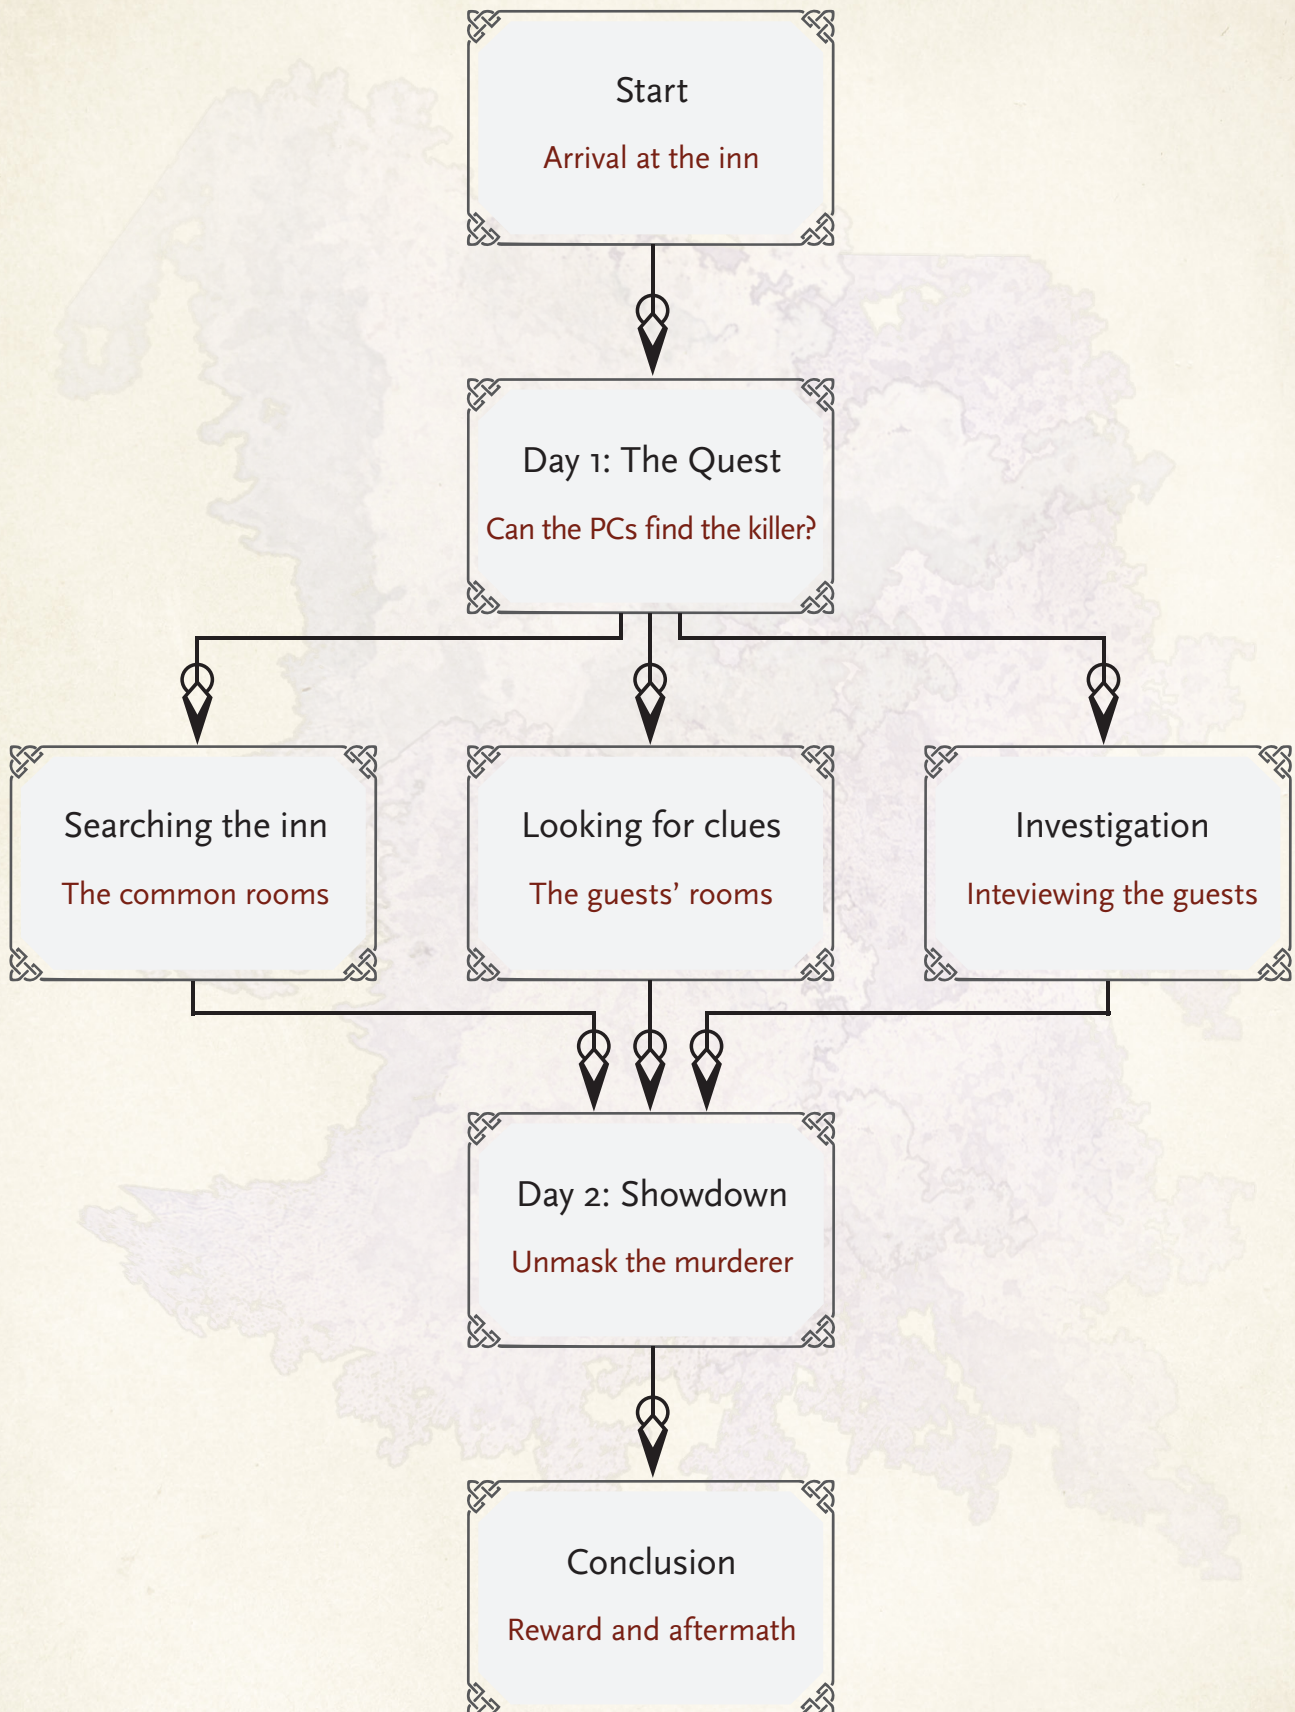 Start
Arrival at the inn
Day 1: The Quest
Can the PCs find the killer?
Searching the inn
The common rooms
Looking for clues
The guests’ rooms
Investigation
Inteviewing the guests
Day 2: Showdown
Unmask the murderer
Conclusion
Reward and aftermath